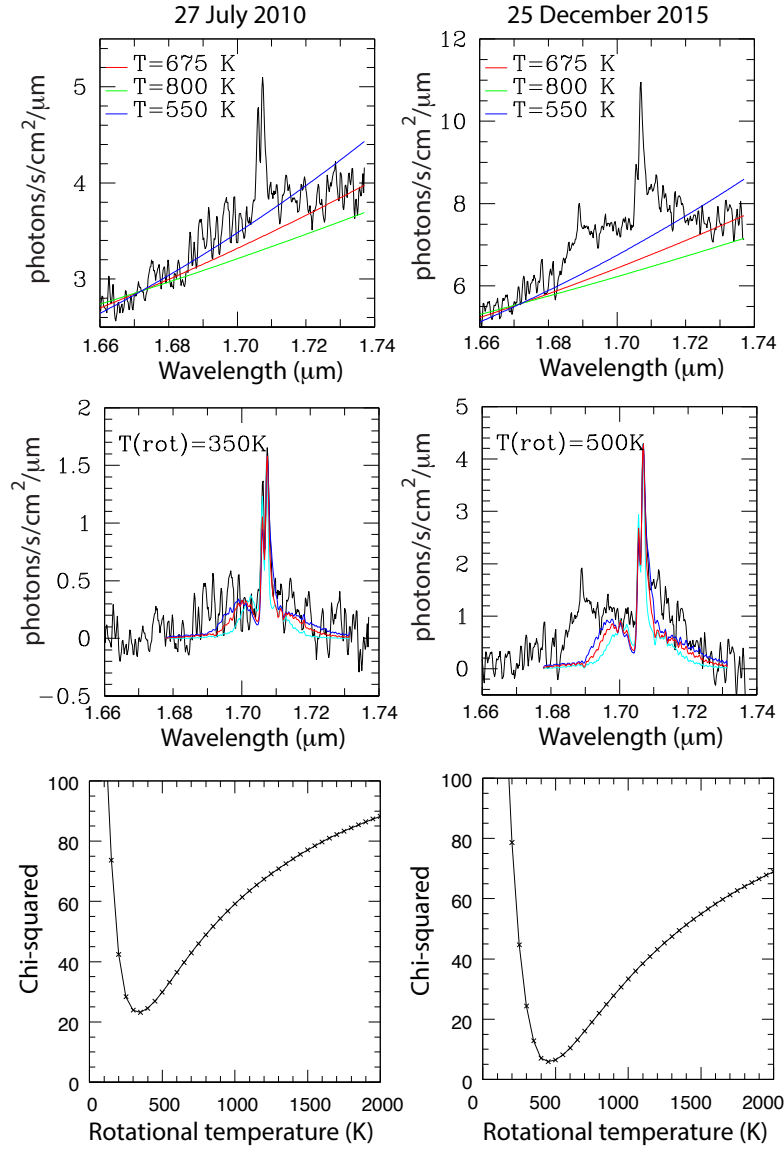 27 July 2010
25 December 2015
photons/s/cm²/μm
5
4
3
T=675 K
T=800 K
T=550 K
1.66 1.68 1.70 1.72 1.74
Wavelength (μm)
photons/s/cm²/μm
12
10
8
6
T=675 K
T=800 K
T=550 K
1.66 1.68 1.70 1.72 1.74
Wavelength (μm)
photons/s/cm²/μm
2
1.5
1
0.5
0
−0.5
T(rot)=350K
1.66 1.68 1.70 1.72 1.74
Wavelength (μm)
photons/s/cm²/μm
5
4
3
2
1
0
T(rot)=500K
1.66 1.68 1.70 1.72 1.74
Wavelength (μm)
Chi-squared
100
80
60
40
20
0
0 500 1000 1500 2000
Rotational temperature (K)
Chi-squared
100
80
60
40
20
0
0 500 1000 1500 2000
Rotational temperature (K)